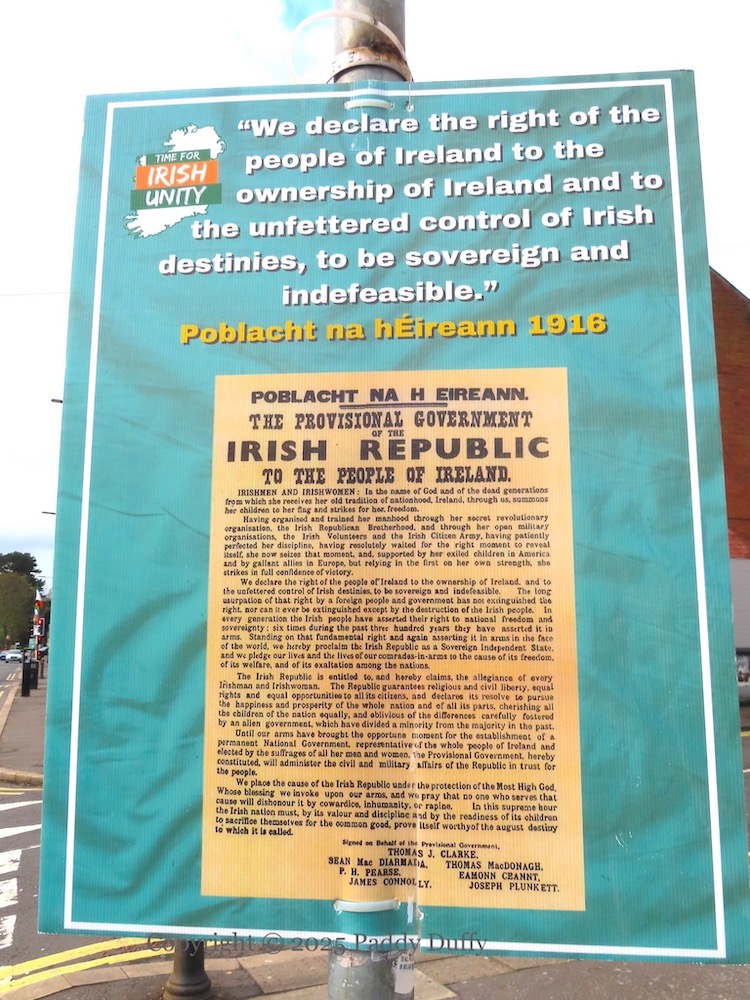 TIME FOR
IRISH
UNITY
“We declare the right of the
people of Ireland to the
ownership of Ireland and to
the unfettered control of Irish
destinies, to be sovereign and
indefeasible.”
Poblacht na hÉireann 1916
POBLACHT NA H EIREANN.
THE PROVISIONAL GOVERNMENT
OF THE
IRISH REPUBLIC
TO THE PEOPLE OF IRELAND.
IRISHMEN AND IRISHWOMEN : In the name of God and of the dead generations
from which she receives her old tradition of nationhood, Ireland, through us, summons
her children to her flag and strikes for her freedom.
Having organised and trained her manhood through her secret revolutionary
organisation, the Irish Republican Brotherhood, and through her open military
organisations, the Irish Volunteers and the Irish Citizen Army, having patiently
perfected her discipline, having resolutely waited for the right moment to reveal
itself, she now seizes that moment, and, supported by her exiled children in America
and by gallant allies in Europe, but relying in the first on her own strength, she
strikes in full confidence of victory.
We declare the right of the people of Ireland to the ownership of Ireland, and to
the unfettered control of Irish destinies, to be sovereign and indefeasible. The long
usurpation of that right by a foreign people and government has not extinguished the
right, nor can it ever be extinguished except by the destruction of the Irish people. In
every generation the Irish people have asserted their right to national freedom and
sovereignty ; six times during the past three hundred years they have asserted it in
arms. Standing on that fundamental right and again asserting it in arms in the face
of the world, we hereby proclaim the Irish Republic as a Sovereign Independent State,
and we pledge our lives and the lives of our comrades-in-arms to the cause of its freedom,
of its welfare, and of its exaltation among the nations.
The Irish Republic is entitled to, and hereby claims, the allegiance of every
Irishman and Irishwoman. The Republic guarantees religious and civil liberty, equal
rights and equal opportunities to all its citizens, and declares its resolve to pursue
the happiness and prosperity of the whole nation and of all its parts, cherishing all
the children of the nation equally, and oblivious of the differences carefully fostered
by an alien government, which have divided a minority from the majority in the past.
Until our arms have brought the opportune moment for the establishment of a
permanent National Government, representative of the whole people of Ireland and
elected by the suffrages of all her men and women, the Provisional Government, hereby
constituted, will administer the civil and military affairs of the Republic in trust for
the people.
We place the cause of the Irish Republic under the protection of the Most High God,
Whose blessing we invoke upon our arms, and we pray that no one who serves that
cause will dishonour it by cowardice, inhumanity, or rapine. In this supreme hour
the Irish nation must, by its valour and discipline and by the readiness of its children
to sacrifice themselves for the common good, prove itself worthy of the august destiny
to which it is called.
Signed on Behalf of the Provisional Government,
THOMAS J. CLARKE,
SEAN Mac DIARMADA, THOMAS MacDONAGH,
P. H. PEARSE, EAMONN CEANNT,
JAMES CONNOLLY. JOSEPH PLUNKETT.
Copyright © 2025 Paddy Duffy